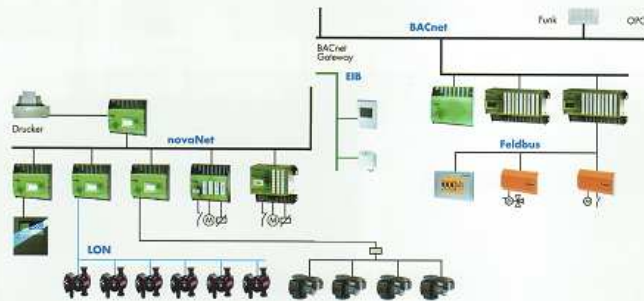 Funk
OPC
BACnet
BACnet
Gateway
EIB
Drucker
novaNet
Feldbus
LON